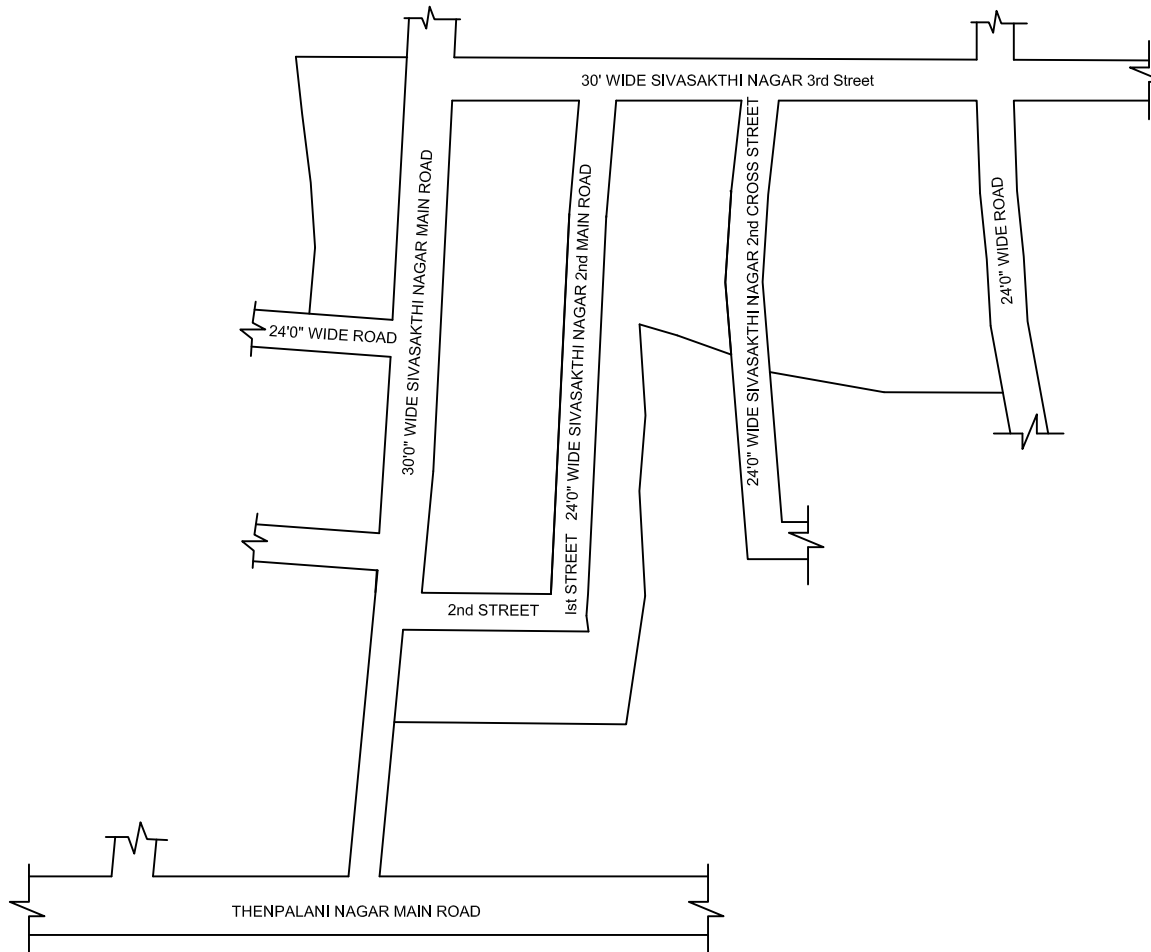 30' WIDE SIVASAKTHI NAGAR 3rd Street
30'0" WIDE SIVASAKTHI NAGAR MAIN ROAD
24'0" WIDE SIVASAKTHI NAGAR 2nd MAIN ROAD
24'0" WIDE SIVASAKTHI NAGAR 2nd CROSS STREET
24'0" WIDE ROAD
24'0" WIDE ROAD
Ist STREET
2nd STREET
THENPALANI NAGAR MAIN ROAD